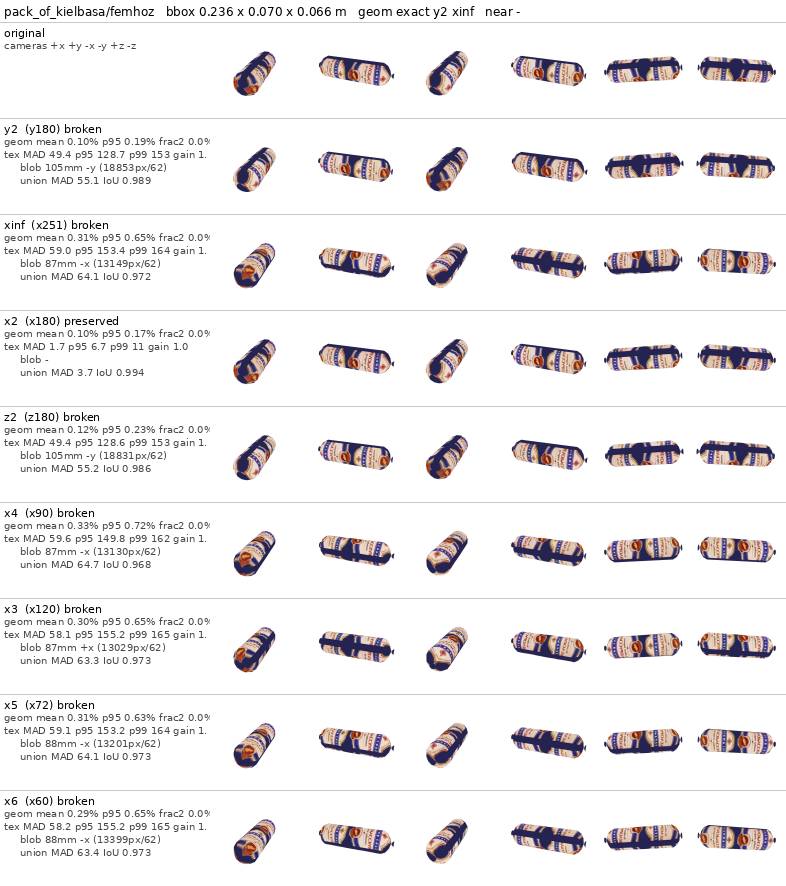 pack_of_kielbasa/femhoz   bbox 0.236 x 0.070 x 0.066 m   geom exact y2 xinf   near -
original
cameras +x +y -x -y +z -z
y2  (y180) broken
geom mean 0.10% p95 0.19% frac2 0.0%
tex MAD 49.4 p95 128.7 p99 153 gain 1.
blob 105mm -y (18853px/62)
union MAD 55.1 IoU 0.989
xinf  (x251) broken
geom mean 0.31% p95 0.65% frac2 0.0%
tex MAD 59.0 p95 153.4 p99 164 gain 1.
blob 87mm -x (13149px/62)
union MAD 64.1 IoU 0.972
x2  (x180) preserved
geom mean 0.10% p95 0.17% frac2 0.0%
tex MAD 1.7 p95 6.7 p99 11 gain 1.0
blob -
union MAD 3.7 IoU 0.994
z2  (z180) broken
geom mean 0.12% p95 0.23% frac2 0.0%
tex MAD 49.4 p95 128.6 p99 153 gain 1.
blob 105mm -y (18831px/62)
union MAD 55.2 IoU 0.986
x4  (x90) broken
geom mean 0.33% p95 0.72% frac2 0.0%
tex MAD 59.6 p95 149.8 p99 162 gain 1.
blob 87mm -x (13130px/62)
union MAD 64.7 IoU 0.968
x3  (x120) broken
geom mean 0.30% p95 0.65% frac2 0.0%
tex MAD 58.1 p95 155.2 p99 165 gain 1.
blob 87mm +x (13029px/62)
union MAD 63.3 IoU 0.973
x5  (x72) broken
geom mean 0.31% p95 0.63% frac2 0.0%
tex MAD 59.1 p95 153.2 p99 164 gain 1.
blob 88mm -x (13201px/62)
union MAD 64.1 IoU 0.973
x6  (x60) broken
geom mean 0.29% p95 0.65% frac2 0.0%
tex MAD 58.2 p95 155.2 p99 165 gain 1.
blob 88mm -x (13399px/62)
union MAD 63.4 IoU 0.973